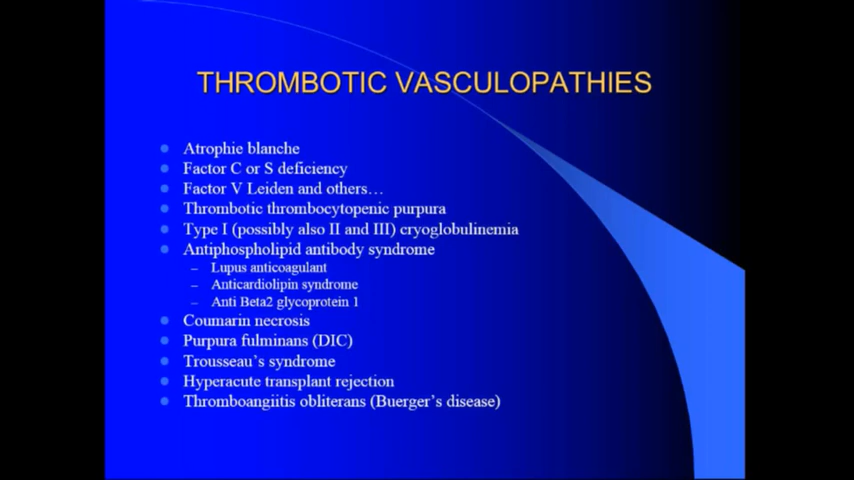 THROMBOTIC VASCULOPATHIES
Atrophie blanche
Factor C or S deficiency
Factor V Leiden and others…
Thrombotic thrombocytopenic purpura
Type I (possibly also II and III) cryoglobulinemia
Antiphospholipid antibody syndrome
– Lupus anticoagulant
– Anticardiolipin syndrome
– Anti Beta2 glycoprotein 1
Coumarin necrosis
Purpura fulminans (DIC)
Trousseau's syndrome
Hyperacute transplant rejection
Thromboangiitis obliterans (Buerger's disease)